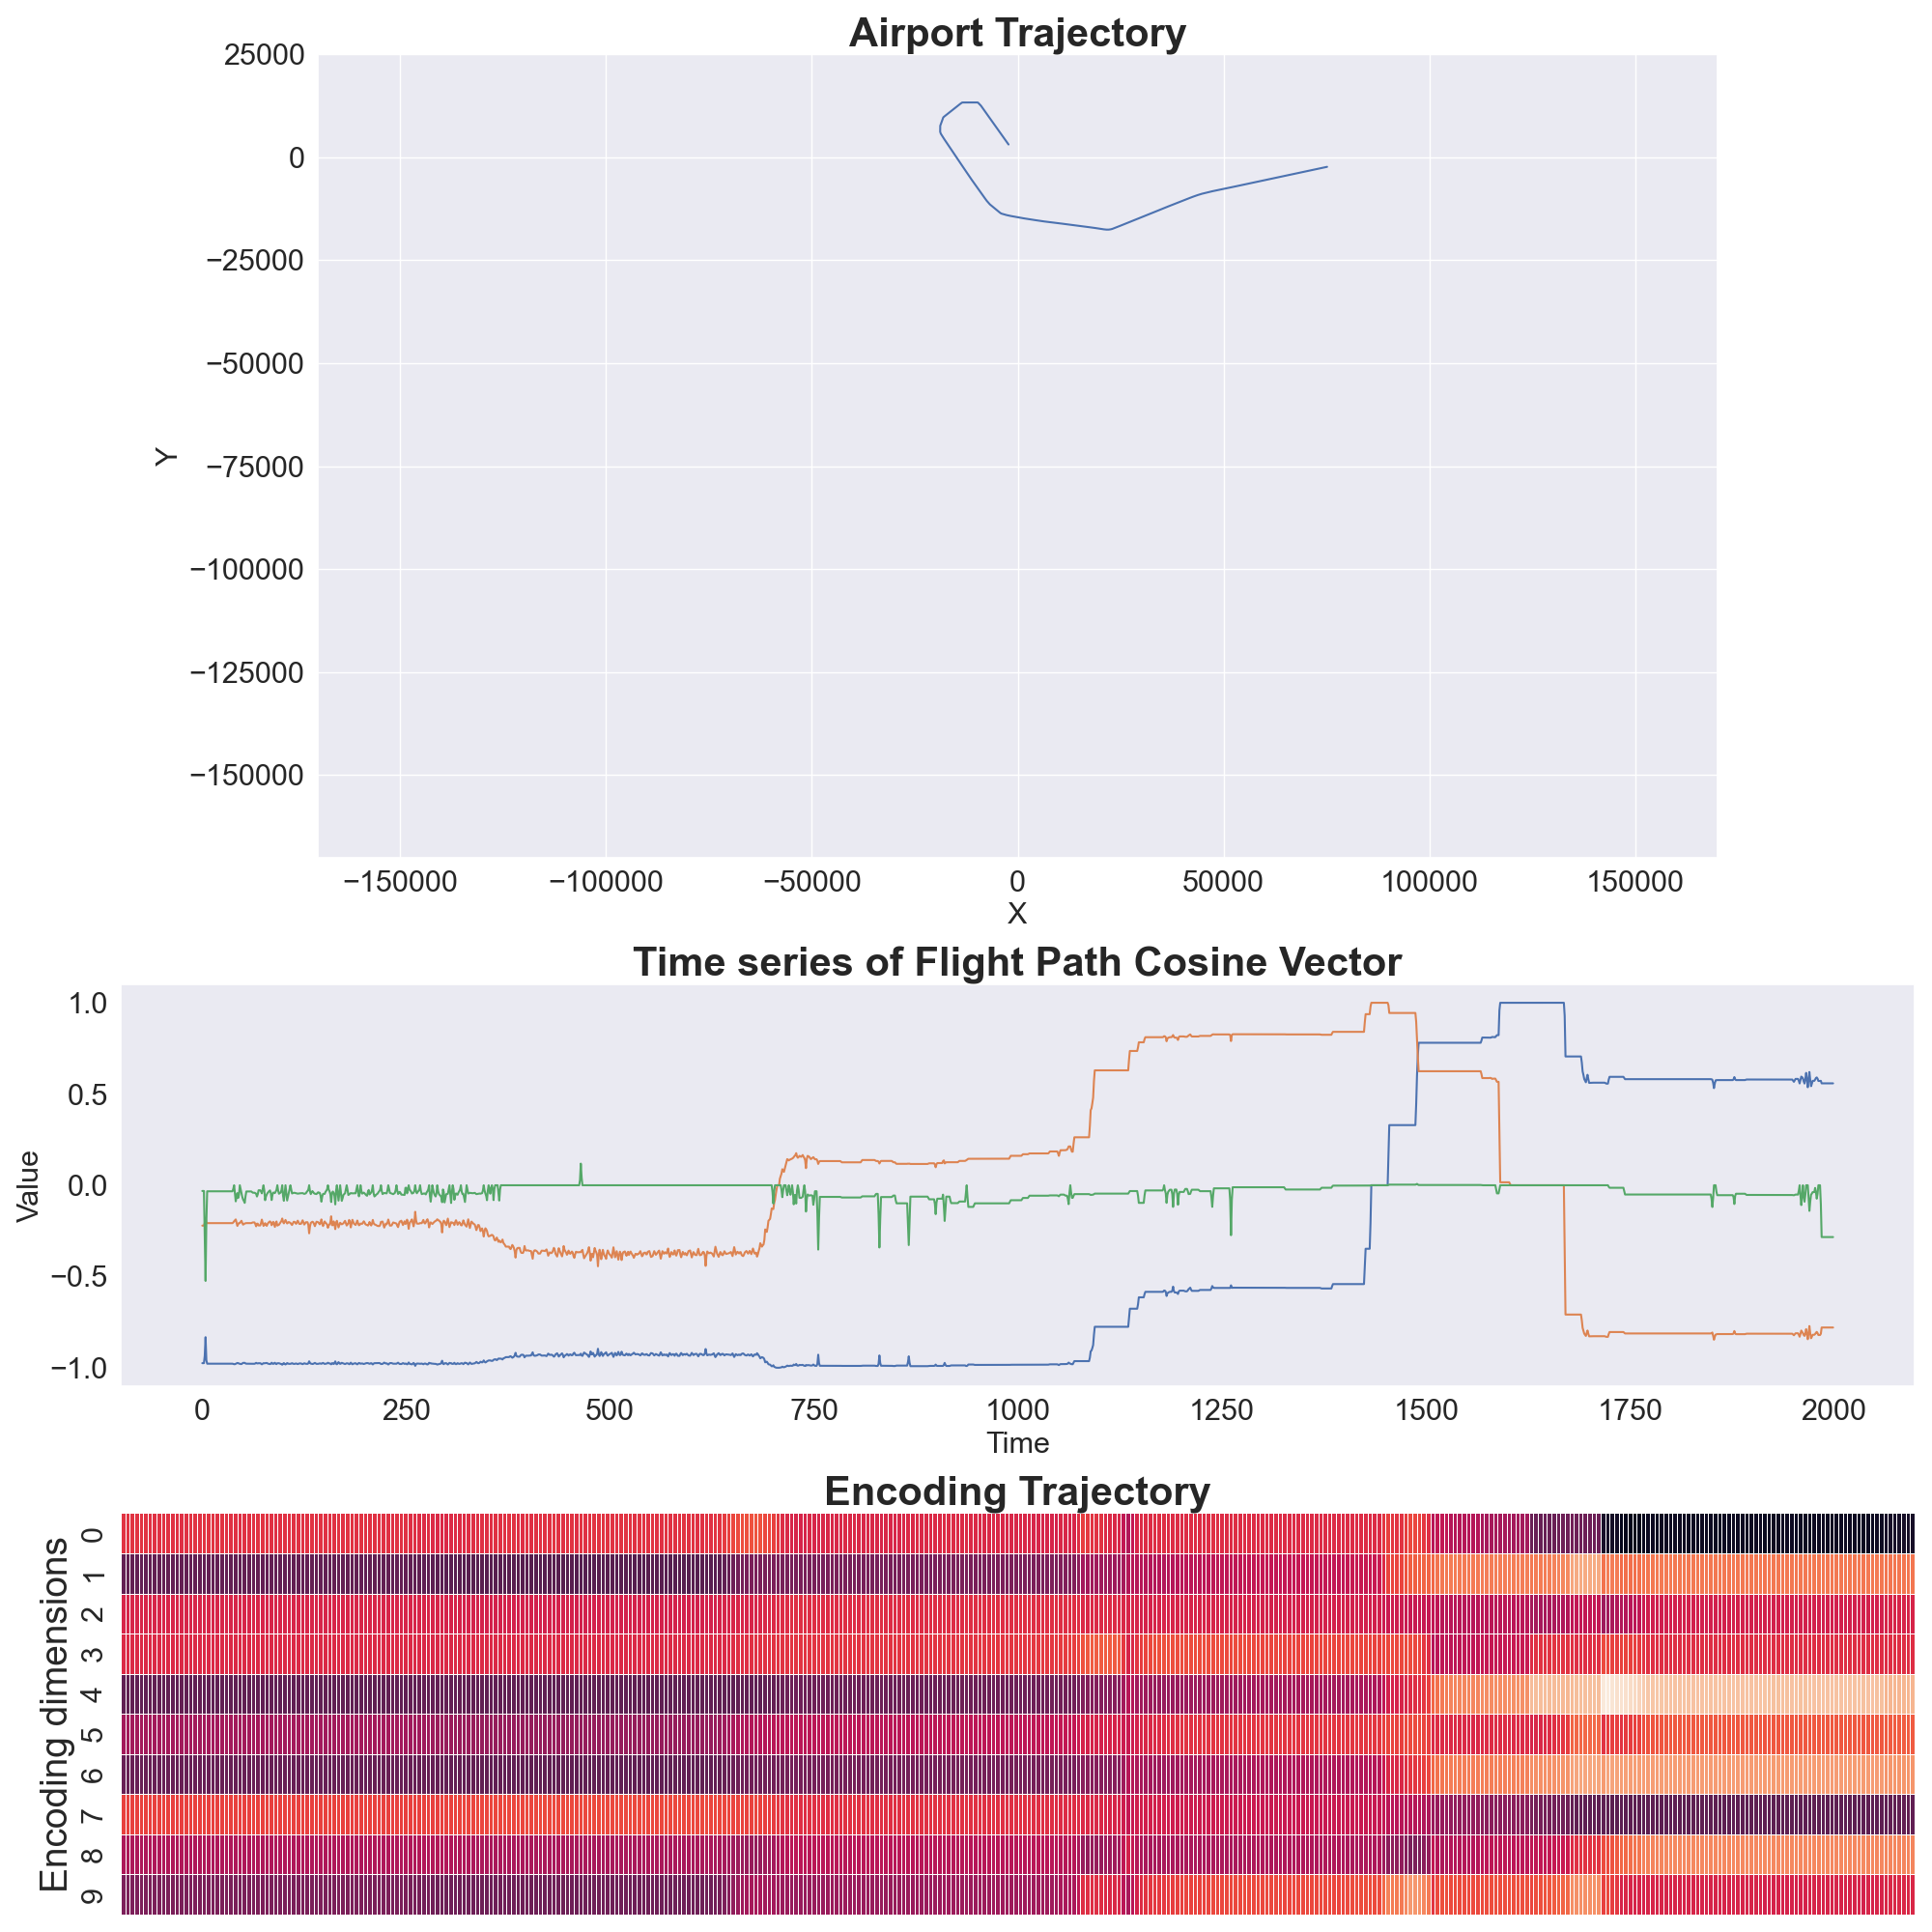 Airport Trajectory
25000
0
−25000
−50000
−75000
−100000
−125000
−150000
Y
−150000 −100000 −50000 0 50000 100000 150000
X
Time series of Flight Path Cosine Vector
1.0
0.5
0.0
−0.5
−1.0
Value
0 250 500 750 1000 1250 1500 1750 2000
Time
Encoding Trajectory
0
1
2
3
4
5
6
7
8
9
Encoding dimensions